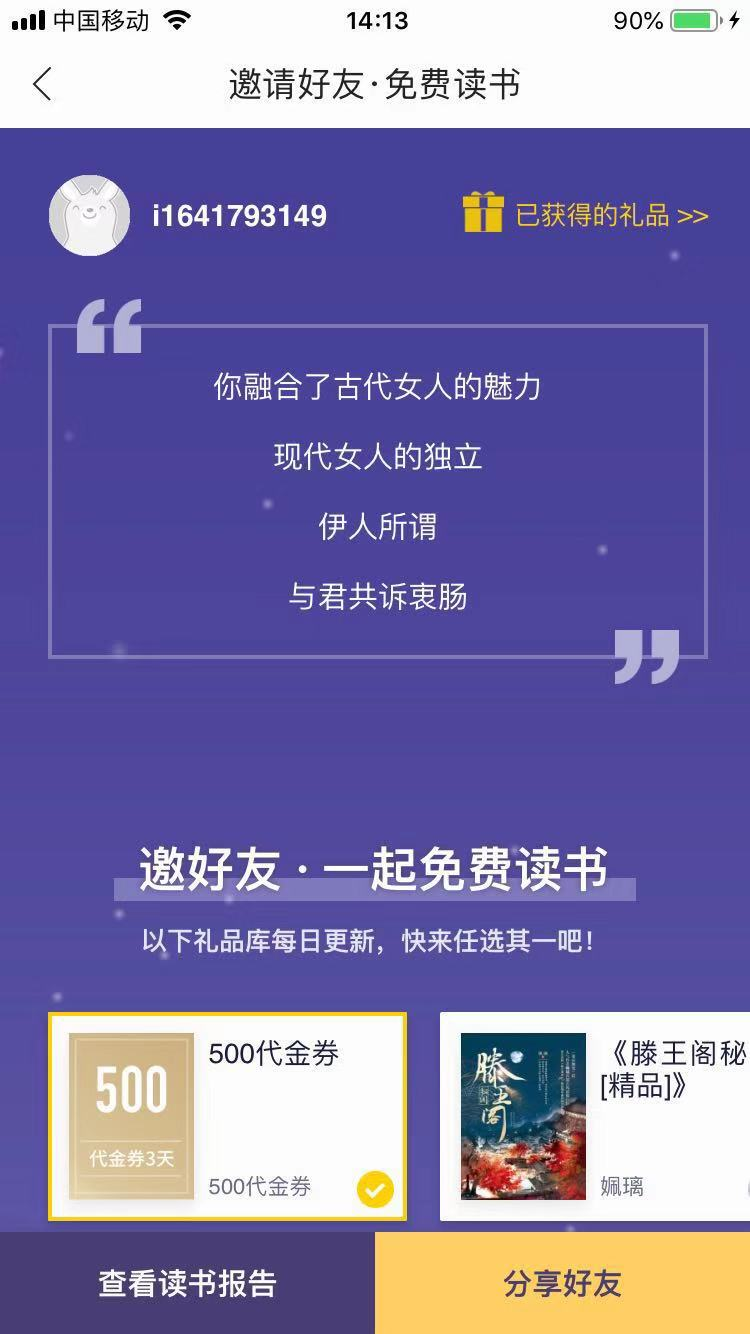 中国移动
14:13
90%
邀请好友·免费读书
i1641793149
已获得的礼品 >>
你融合了古代女人的魅力
现代女人的独立
伊人所谓
与君共诉衷肠
邀好友·一起免费读书
以下礼品库每日更新，快来任选其一吧！
500
代金券3天
500代金券
500代金券
滕王阁
《滕王阁秘
[精品]》
姵璃
查看读书报告
分享好友